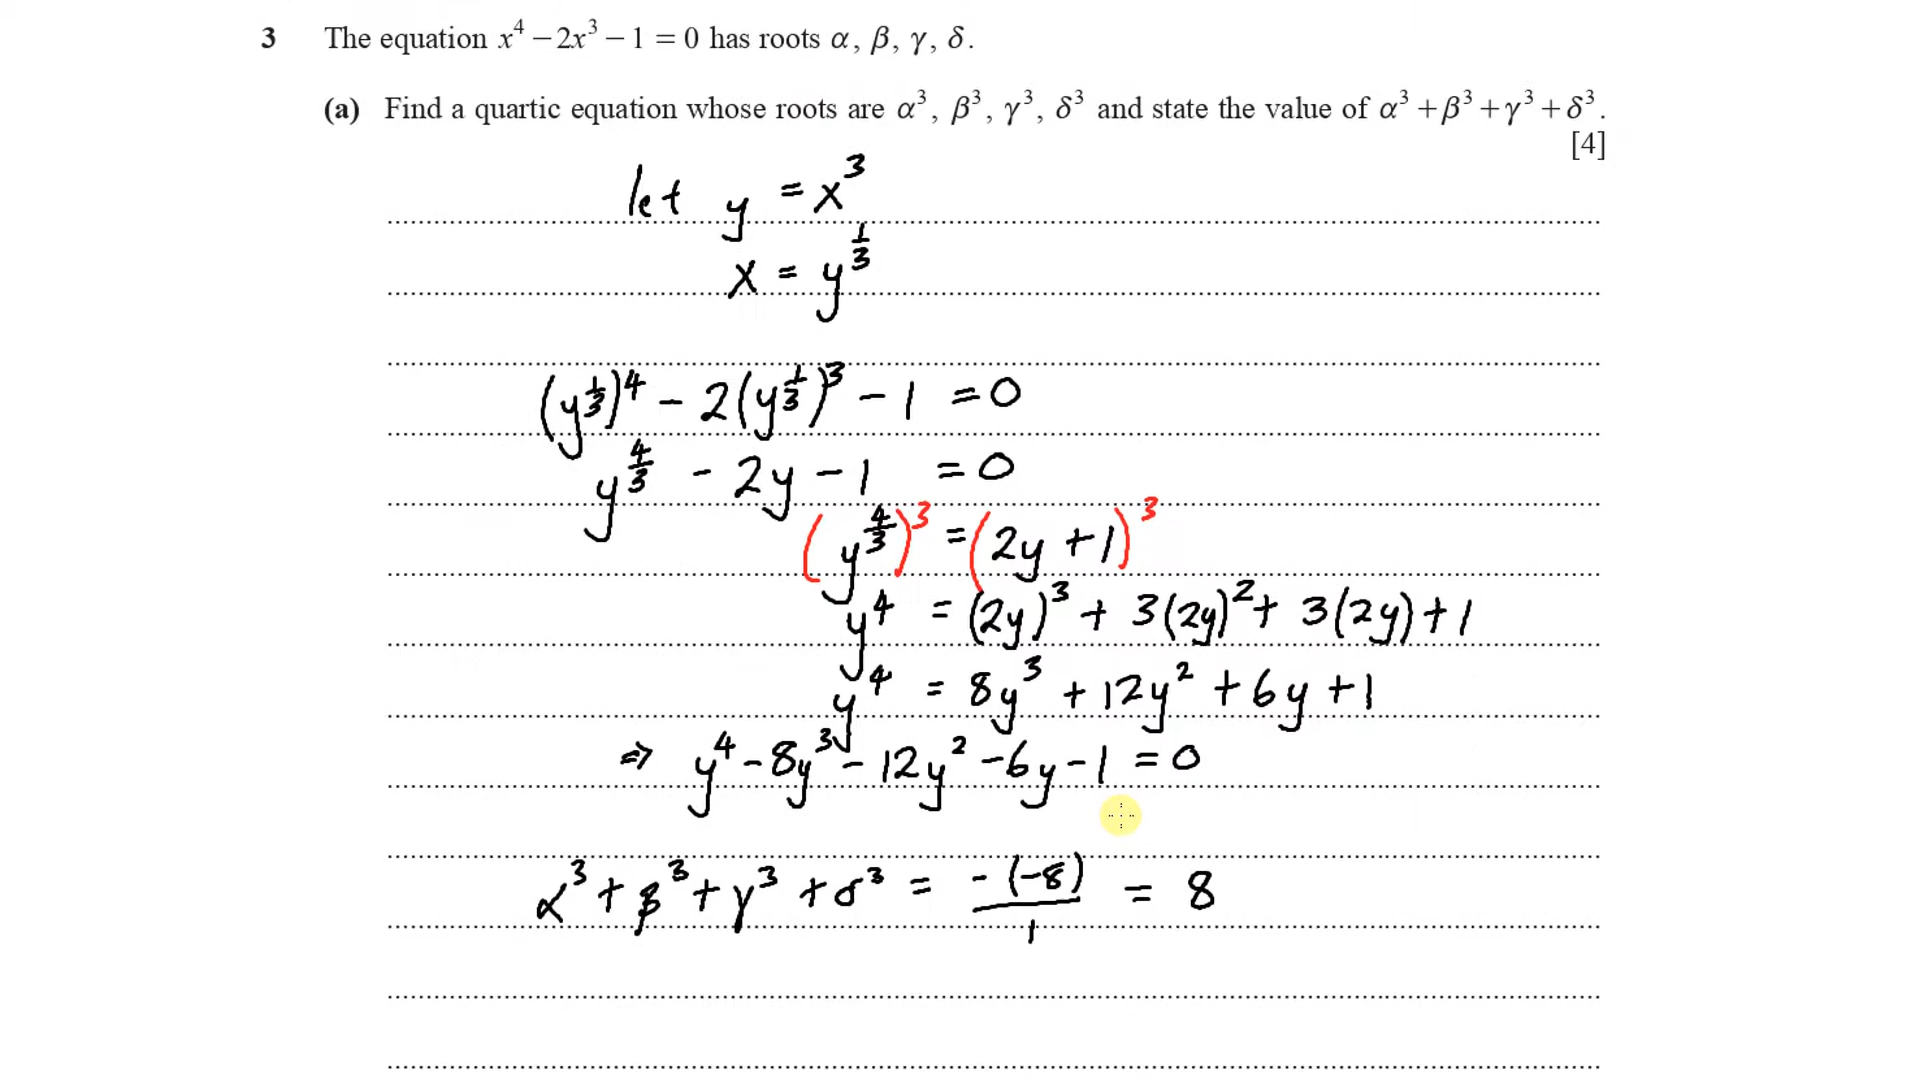 3 The equation x⁴ − 2x³ − 1 = 0 has roots α, β, γ, δ.
(a) Find a quartic equation whose roots are α³, β³, γ³, δ³ and state the value of α³ + β³ + γ³ + δ³.
[4]
let y = x³
x = y^(1/3)
(y^(1/3))⁴ − 2(y^(1/3))³ − 1 = 0
y^(4/3) − 2y − 1 = 0
(y^(4/3))³ = (2y + 1)³
y⁴ = (2y)³ + 3(2y)² + 3(2y) + 1
y⁴ = 8y³ + 12y² + 6y + 1
⇒ y⁴ − 8y³ − 12y² − 6y − 1 = 0
α³ + β³ + γ³ + δ³ = −(−8)/1 = 8